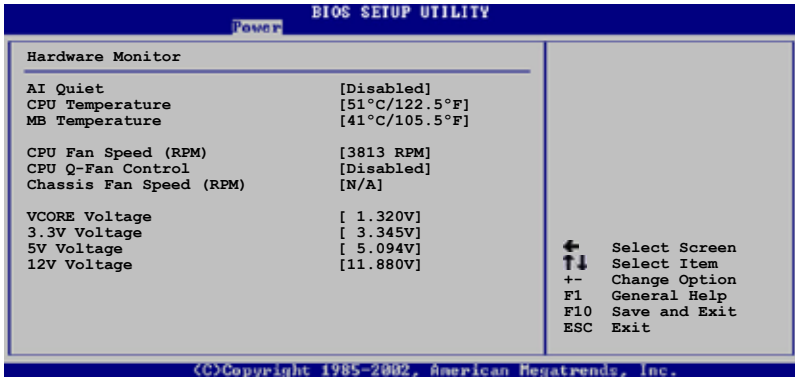 BIOS SETUP UTILITY
Power
Hardware Monitor
AI Quiet [Disabled]
CPU Temperature [51°C/122.5°F]
MB Temperature [41°C/105.5°F]
CPU Fan Speed (RPM) [3813 RPM]
CPU Q-Fan Control [Disabled]
Chassis Fan Speed (RPM) [N/A]
VCORE Voltage [ 1.320V]
3.3V Voltage [ 3.345V]
5V Voltage [ 5.094V]
12V Voltage [11.880V]
← Select Screen
↑↓ Select Item
+- Change Option
F1 General Help
F10 Save and Exit
ESC Exit
(C)Copyright 1985-2002, American Megatrends, Inc.